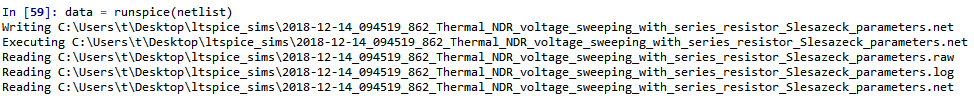 In [59]: data = runspice(netlist)
Writing C:\Users\t\Desktop\ltspice_sims\2018-12-14_094519_862_Thermal_NDR_voltage_sweeping_with_series_resistor_Slesazeck_parameters.net
Executing C:\Users\t\Desktop\ltspice_sims\2018-12-14_094519_862_Thermal_NDR_voltage_sweeping_with_series_resistor_Slesazeck_parameters.net
Reading C:\Users\t\Desktop\ltspice_sims\2018-12-14_094519_862_Thermal_NDR_voltage_sweeping_with_series_resistor_Slesazeck_parameters.raw
Reading C:\Users\t\Desktop\ltspice_sims\2018-12-14_094519_862_Thermal_NDR_voltage_sweeping_with_series_resistor_Slesazeck_parameters.log
Reading C:\Users\t\Desktop\ltspice_sims\2018-12-14_094519_862_Thermal_NDR_voltage_sweeping_with_series_resistor_Slesazeck_parameters.net